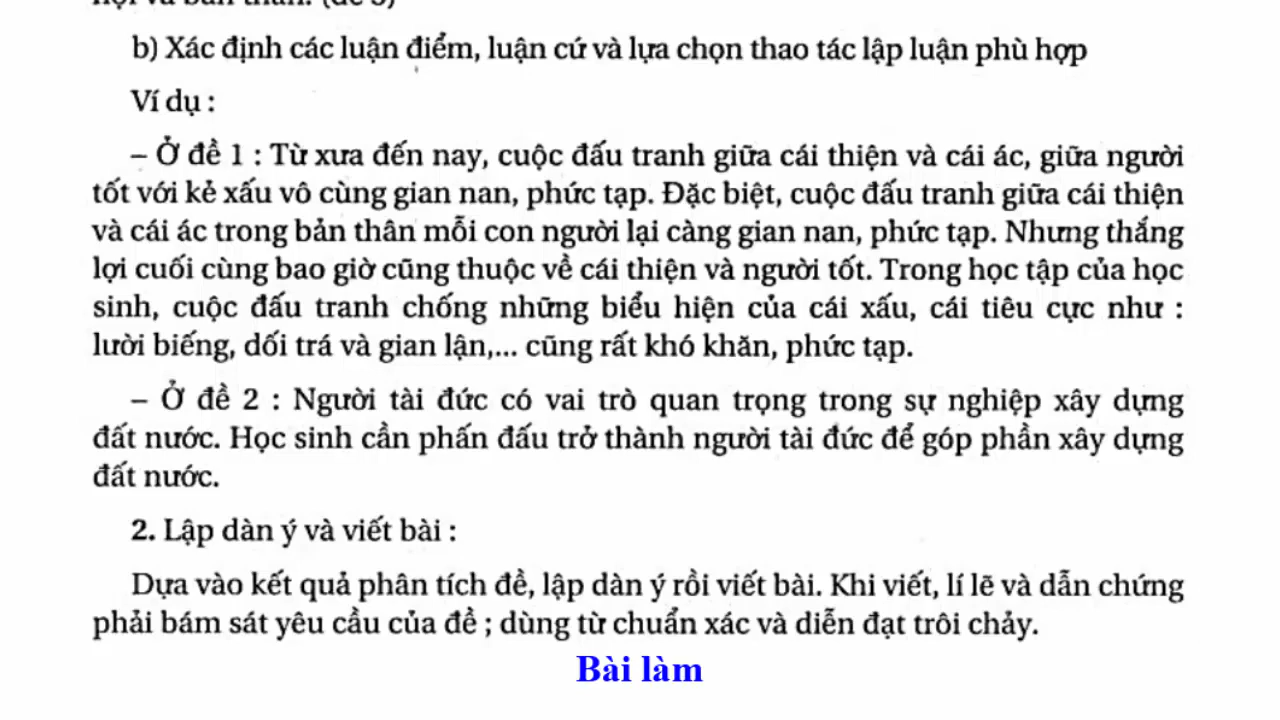 hội và bản thân. (đề 3)
b) Xác định các luận điểm, luận cứ và lựa chọn thao tác lập luận phù hợp
Ví dụ :
– Ở đề 1 : Từ xưa đến nay, cuộc đấu tranh giữa cái thiện và cái ác, giữa người
tốt với kẻ xấu vô cùng gian nan, phức tạp. Đặc biệt, cuộc đấu tranh giữa cái thiện
và cái ác trong bản thân mỗi con người lại càng gian nan, phức tạp. Nhưng thắng
lợi cuối cùng bao giờ cũng thuộc về cái thiện và người tốt. Trong học tập của học
sinh, cuộc đấu tranh chống những biểu hiện của cái xấu, cái tiêu cực như :
lười biếng, dối trá và gian lận,... cũng rất khó khăn, phức tạp.
– Ở đề 2 : Người tài đức có vai trò quan trọng trong sự nghiệp xây dựng
đất nước. Học sinh cần phấn đấu trở thành người tài đức để góp phần xây dựng
đất nước.
2. Lập dàn ý và viết bài :
Dựa vào kết quả phân tích đề, lập dàn ý rồi viết bài. Khi viết, lí lẽ và dẫn chứng
phải bám sát yêu cầu của đề ; dùng từ chuẩn xác và diễn đạt trôi chảy.
Bài làm